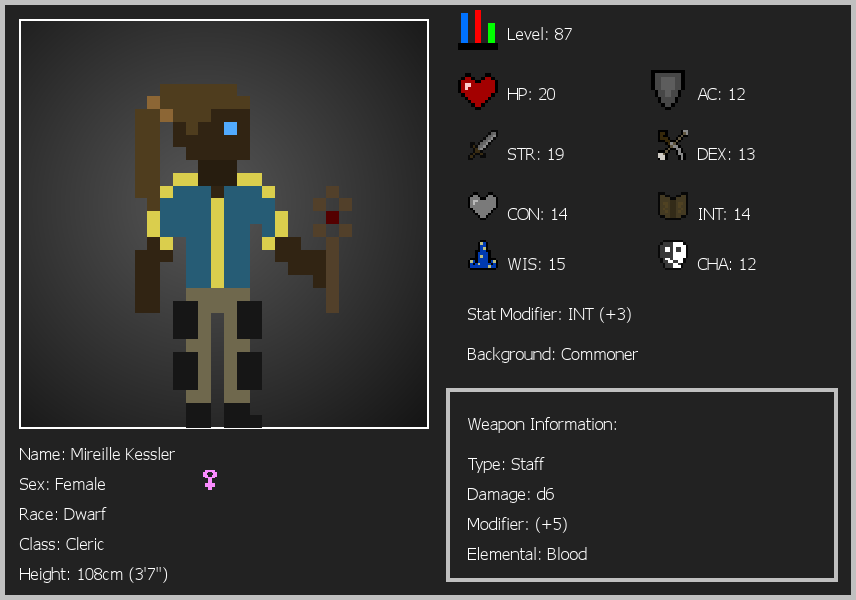 Level: 87
HP: 20
AC: 12
STR: 19
DEX: 13
CON: 14
INT: 14
WIS: 15
CHA: 12
Stat Modifier: INT (+3)
Background: Commoner
Weapon Information:
Type: Staff
Damage: d6
Modifier: (+5)
Elemental: Blood
Name: Mireille Kessler
Sex: Female
Race: Dwarf
Class: Cleric
Height: 108cm (3'7")